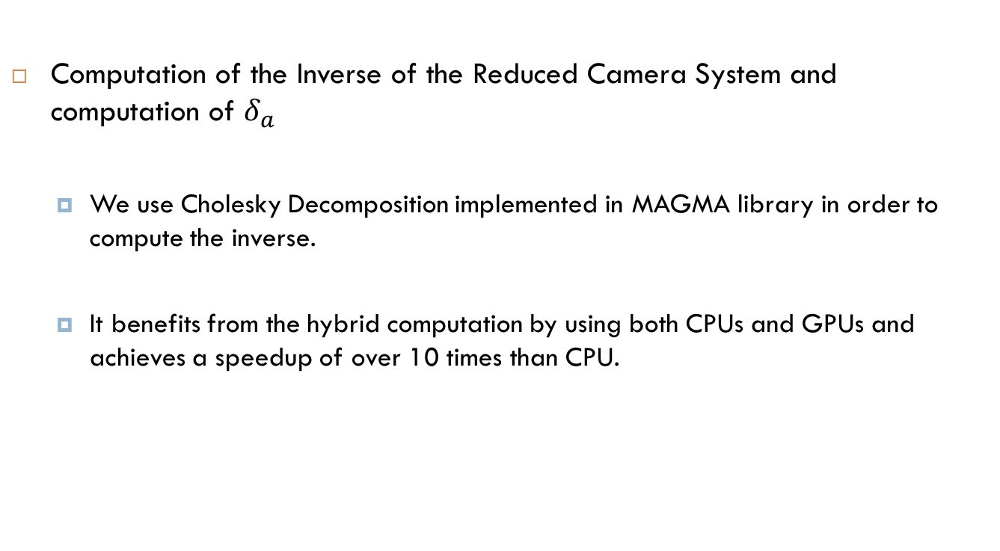 Computation of the Inverse of the Reduced Camera System and
computation of δₐ
We use Cholesky Decomposition implemented in MAGMA library in order to
compute the inverse.
It benefits from the hybrid computation by using both CPUs and GPUs and
achieves a speedup of over 10 times than CPU.